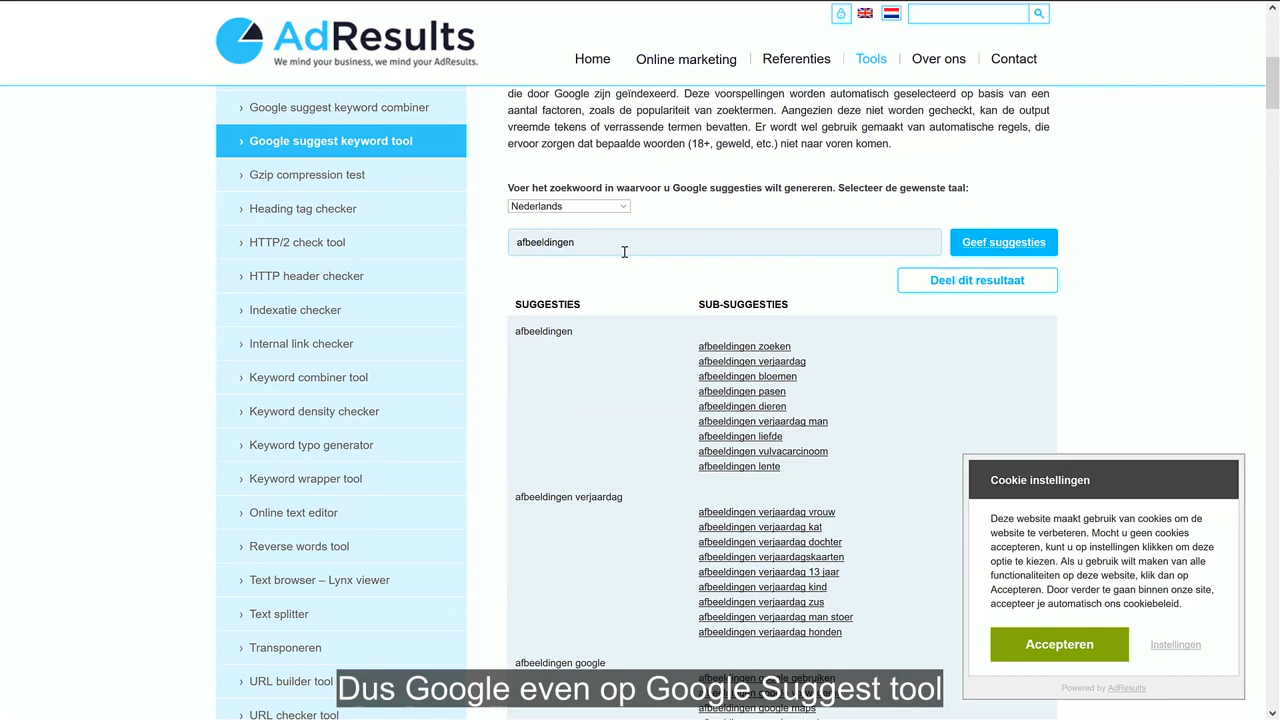 AdResults
We mind your business, we mind your AdResults.
Home
Online marketing
Referenties
Tools
Over ons
Contact
› Google suggest keyword combiner
› Google suggest keyword tool
› Gzip compression test
› Heading tag checker
› HTTP/2 check tool
› HTTP header checker
› Indexatie checker
› Internal link checker
› Keyword combiner tool
› Keyword density checker
› Keyword typo generator
› Keyword wrapper tool
› Online text editor
› Reverse words tool
› Text browser – Lynx viewer
› Text splitter
› Transponeren
› URL builder tool
› URL checker tool
die door Google zijn geïndexeerd. Deze voorspellingen worden automatisch geselecteerd op basis van een
aantal factoren, zoals de populariteit van zoektermen. Aangezien deze niet worden gecheckt, kan de output
vreemde tekens of verrassende termen bevatten. Er wordt wel gebruik gemaakt van automatische regels, die
ervoor zorgen dat bepaalde woorden (18+, geweld, etc.) niet naar voren komen.
Voer het zoekwoord in waarvoor u Google suggesties wilt genereren. Selecteer de gewenste taal:
Nederlands
afbeeldingen
Geef suggesties
Deel dit resultaat
SUGGESTIES
SUB-SUGGESTIES
afbeeldingen
afbeeldingen zoeken
afbeeldingen verjaardag
afbeeldingen bloemen
afbeeldingen pasen
afbeeldingen dieren
afbeeldingen verjaardag man
afbeeldingen liefde
afbeeldingen vulvacarcinoom
afbeeldingen lente
afbeeldingen verjaardag
afbeeldingen verjaardag vrouw
afbeeldingen verjaardag kat
afbeeldingen verjaardag dochter
afbeeldingen verjaardagskaarten
afbeeldingen verjaardag 13 jaar
afbeeldingen verjaardag kind
afbeeldingen verjaardag zus
afbeeldingen verjaardag man stoer
afbeeldingen verjaardag honden
afbeeldingen google
afbeeldingen google gebruiken
afbeeldingen google maps
Cookie instellingen
Deze website maakt gebruik van cookies om de
website te verbeteren. Mocht u geen cookies
accepteren, kunt u op instellingen klikken om deze
optie te kiezen. Als u gebruik wilt maken van alle
functionaliteiten op deze website, klik dan op
Accepteren. Door verder te gaan binnen onze site,
accepteer je automatisch ons cookiebeleid.
Accepteren
Instellingen
Powered by AdResults
Dus Google even op Google Suggest tool